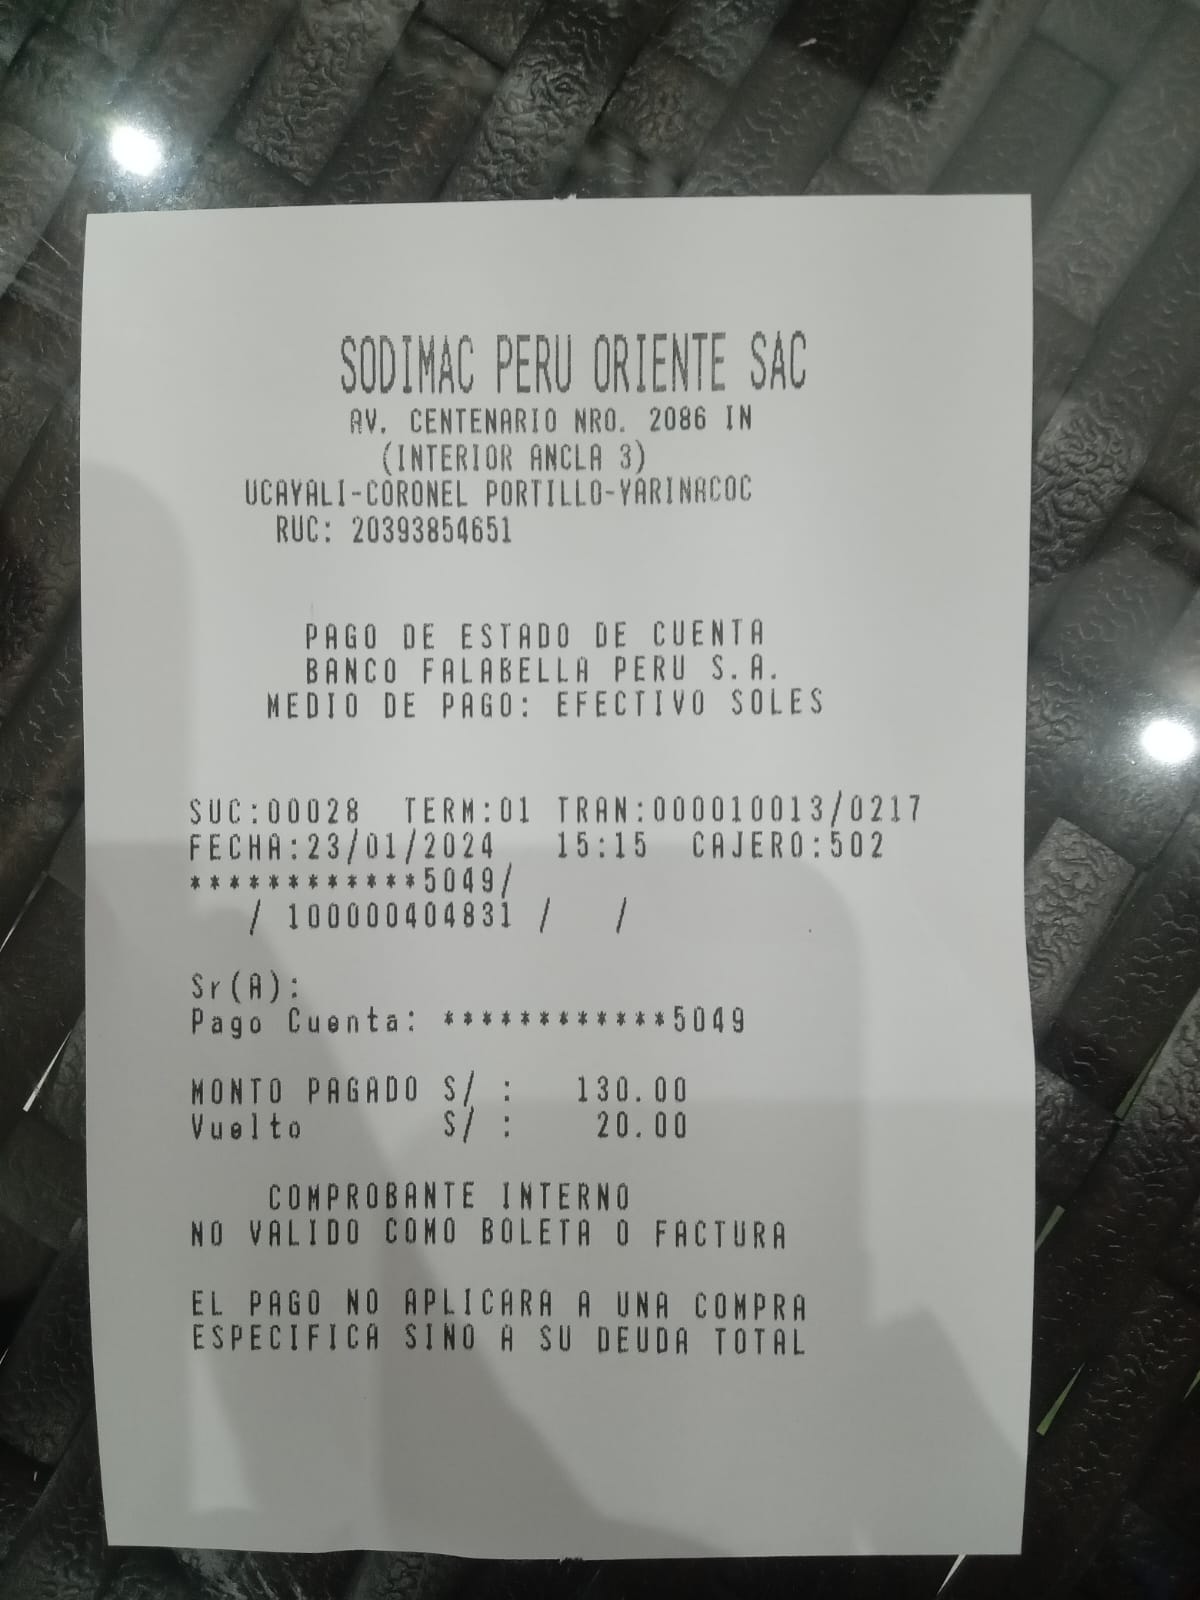 SODIMAC PERU ORIENTE SAC
AV. CENTENARIO NRO. 2086 IN
(INTERIOR ANCLA 3)
UCAYALI-CORONEL PORTILLO-YARINACOC
RUC: 20393854651
PAGO DE ESTADO DE CUENTA
BANCO FALABELLA PERU S.A.
MEDIO DE PAGO: EFECTIVO SOLES
SUC:00028 TERM:01 TRAN:000010013/0217
FECHA:23/01/2024 15:15 CAJERO:502
************5049/
/ 100000404831 / /
Sr(A):
Pago Cuenta: ************5049
MONTO PAGADO S/ : 130.00
Vuelto S/ : 20.00
COMPROBANTE INTERNO
NO VALIDO COMO BOLETA O FACTURA
EL PAGO NO APLICARA A UNA COMPRA
ESPECIFICA SINO A SU DEUDA TOTAL